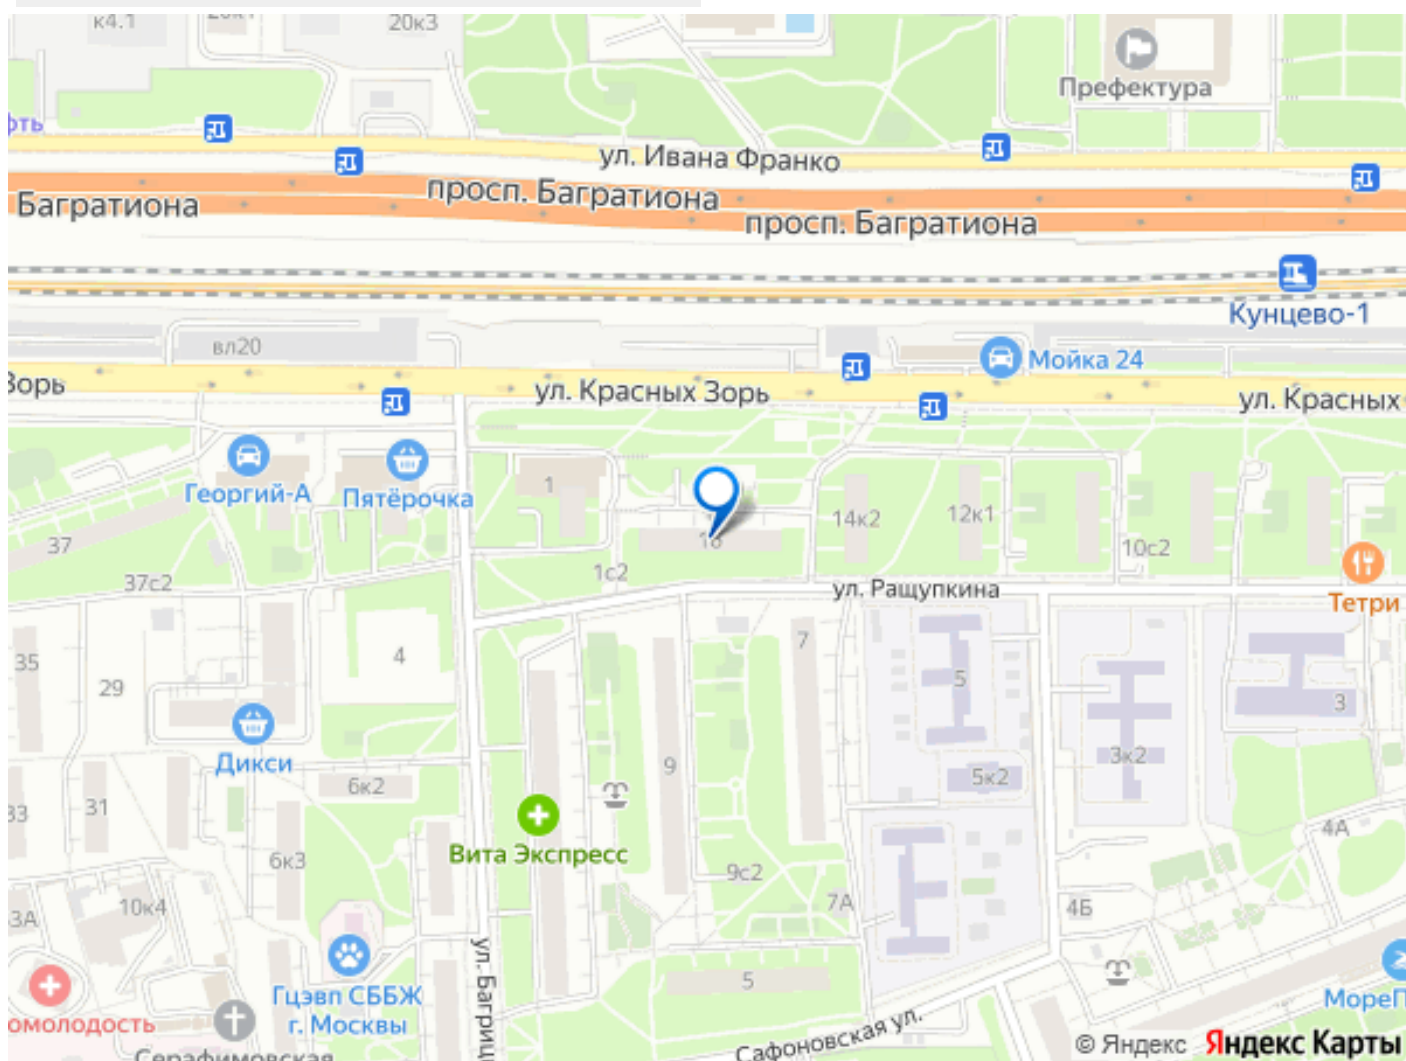 к4.1
20к3
Префектура
ул. Ивана Франко
просп. Багратиона
Багратиона
просп. Багратиона
Кунцево-1
вл20
Мойка 24
Зорь
ул. Красных Зорь
ул. Красных
Георгий-А
Пятёрочка
1
14к2
12к1
37
10с2
37с2
1с2
ул. Ращупкина
Тетри
7
35
4
29
5
3
Дикси
9
3к2
6к2
5к2
33
31
4А
Вита Экспресс
6к3
9с2
3А
10к4
7А
4Б
ул. Багриц
5
Гцэвп СББЖ
г. Москвы
МореП
омолодость
Сафоновская ул.
Серафимовская
© Яндекс Яндекс Карты